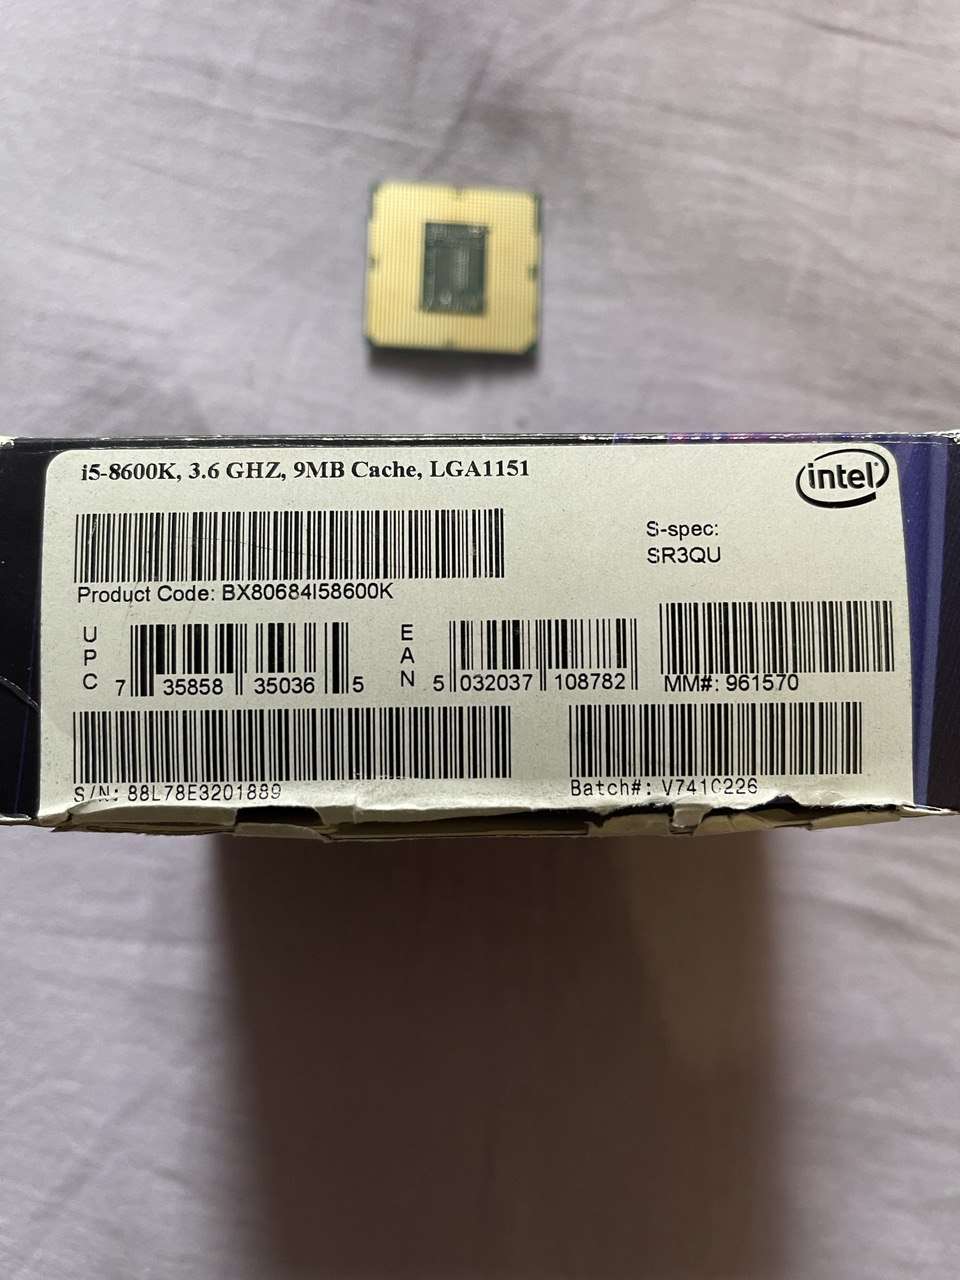 i5-8600K, 3.6 GHZ, 9MB Cache, LGA1151
intel
S-spec:
SR3QU
Product Code: BX80684I58600K
UPC 7 35858 35036 5
EAN 5 032037 108782
MM#: 961570
S/N: 88L78E3201889
Batch#: V741C226